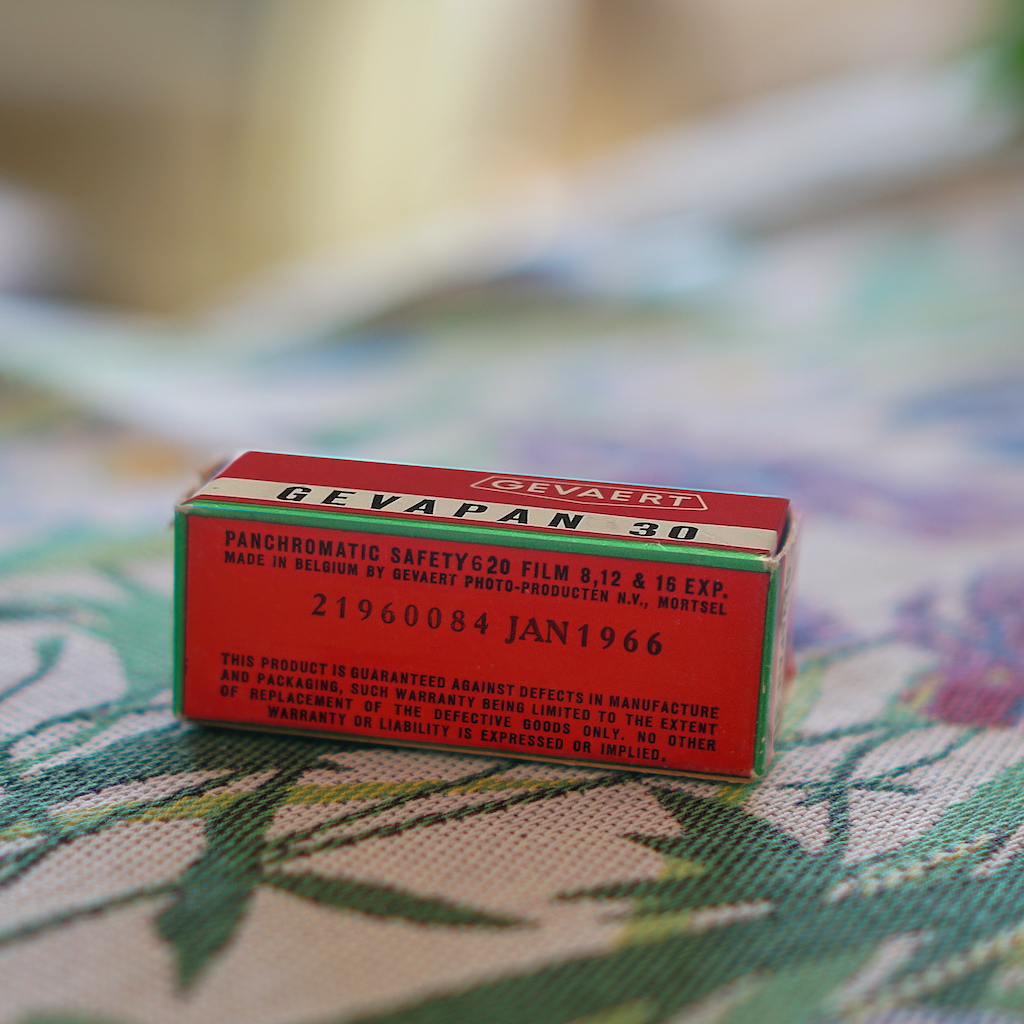 GEVAERT
GEVAPAN 30
PANCHROMATIC SAFETY 620 FILM 8,12 & 16 EXP.
MADE IN BELGIUM BY GEVAERT PHOTO-PRODUCTEN N.V., MORTSEL
21960084 JAN1966
THIS PRODUCT IS GUARANTEED AGAINST DEFECTS IN MANUFACTURE
AND PACKAGING, SUCH WARRANTY BEING LIMITED TO THE EXTENT
OF REPLACEMENT OF THE DEFECTIVE GOODS ONLY. NO OTHER
WARRANTY OR LIABILITY IS EXPRESSED OR IMPLIED.